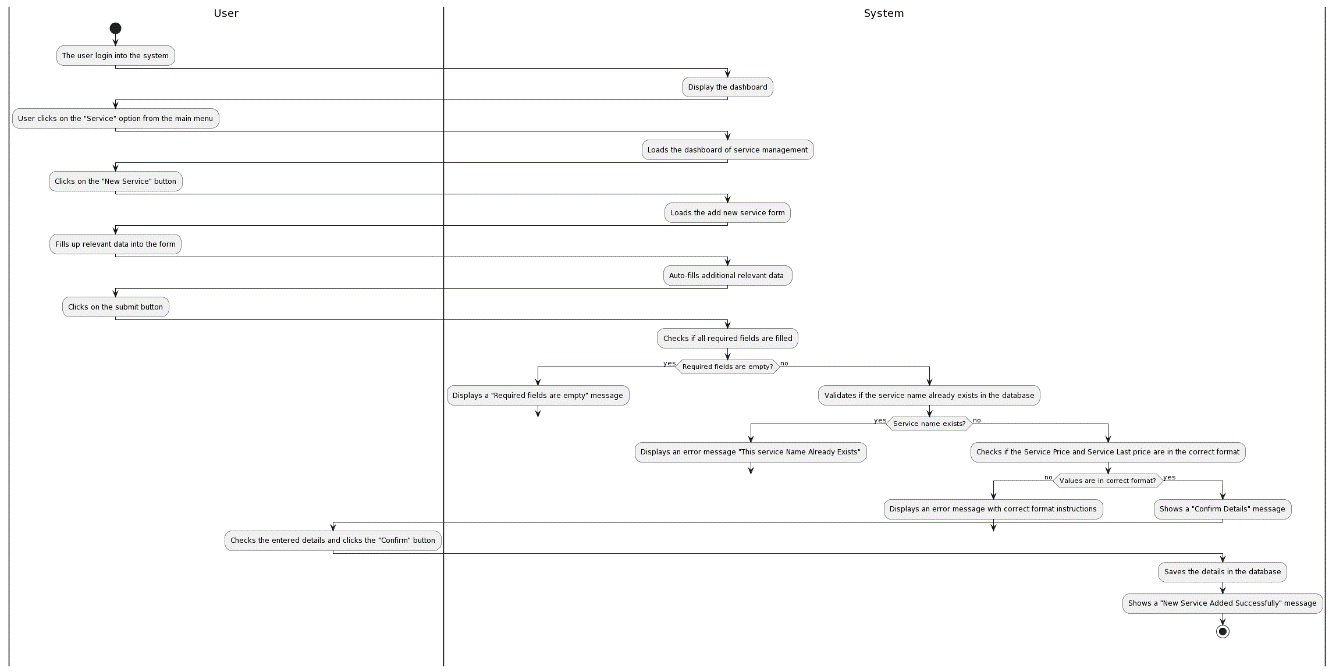 User
System
The user login into the system
Display the dashboard
User clicks on the "Service" option from the main menu
Loads the dashboard of service management
Clicks on the "New Service" button
Loads the add new service form
Fills up relevant data into the form
Auto-fills additional relevant data
Clicks on the submit button
Checks if all required fields are filled
yes
Required fields are empty?
no
Displays a "Required fields are empty" message
Validates if the service name already exists in the database
yes
Service name exists?
no
Displays an error message "This service Name Already Exists"
Checks if the Service Price and Service Last price are in the correct format
no
Values are in correct format?
yes
Displays an error message with correct format instructions
Shows a "Confirm Details" message
Checks the entered details and clicks the "Confirm" button
Saves the details in the database
Shows a "New Service Added Successfully" message